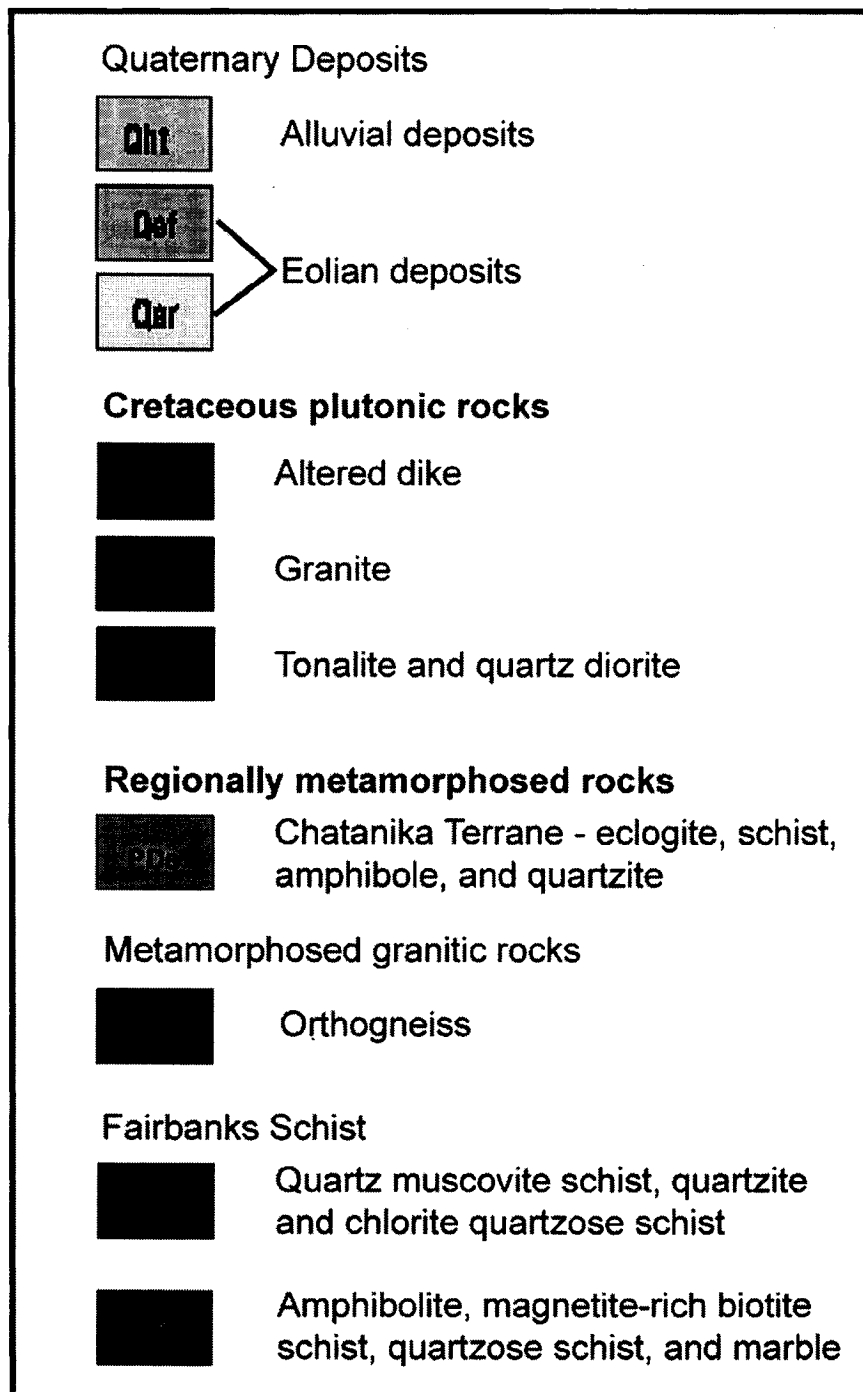 Quaternary Deposits
Qht Alluvial deposits
Qef
Eolian deposits
Qer
Cretaceous plutonic rocks
Altered dike
Granite
Tonalite and quartz diorite
Regionally metamorphosed rocks
Chatanika Terrane - eclogite, schist,
amphibole, and quartzite
Metamorphosed granitic rocks
Orthogneiss
Fairbanks Schist
Quartz muscovite schist, quartzite
and chlorite quartzose schist
Amphibolite, magnetite-rich biotite
schist, quartzose schist, and marble